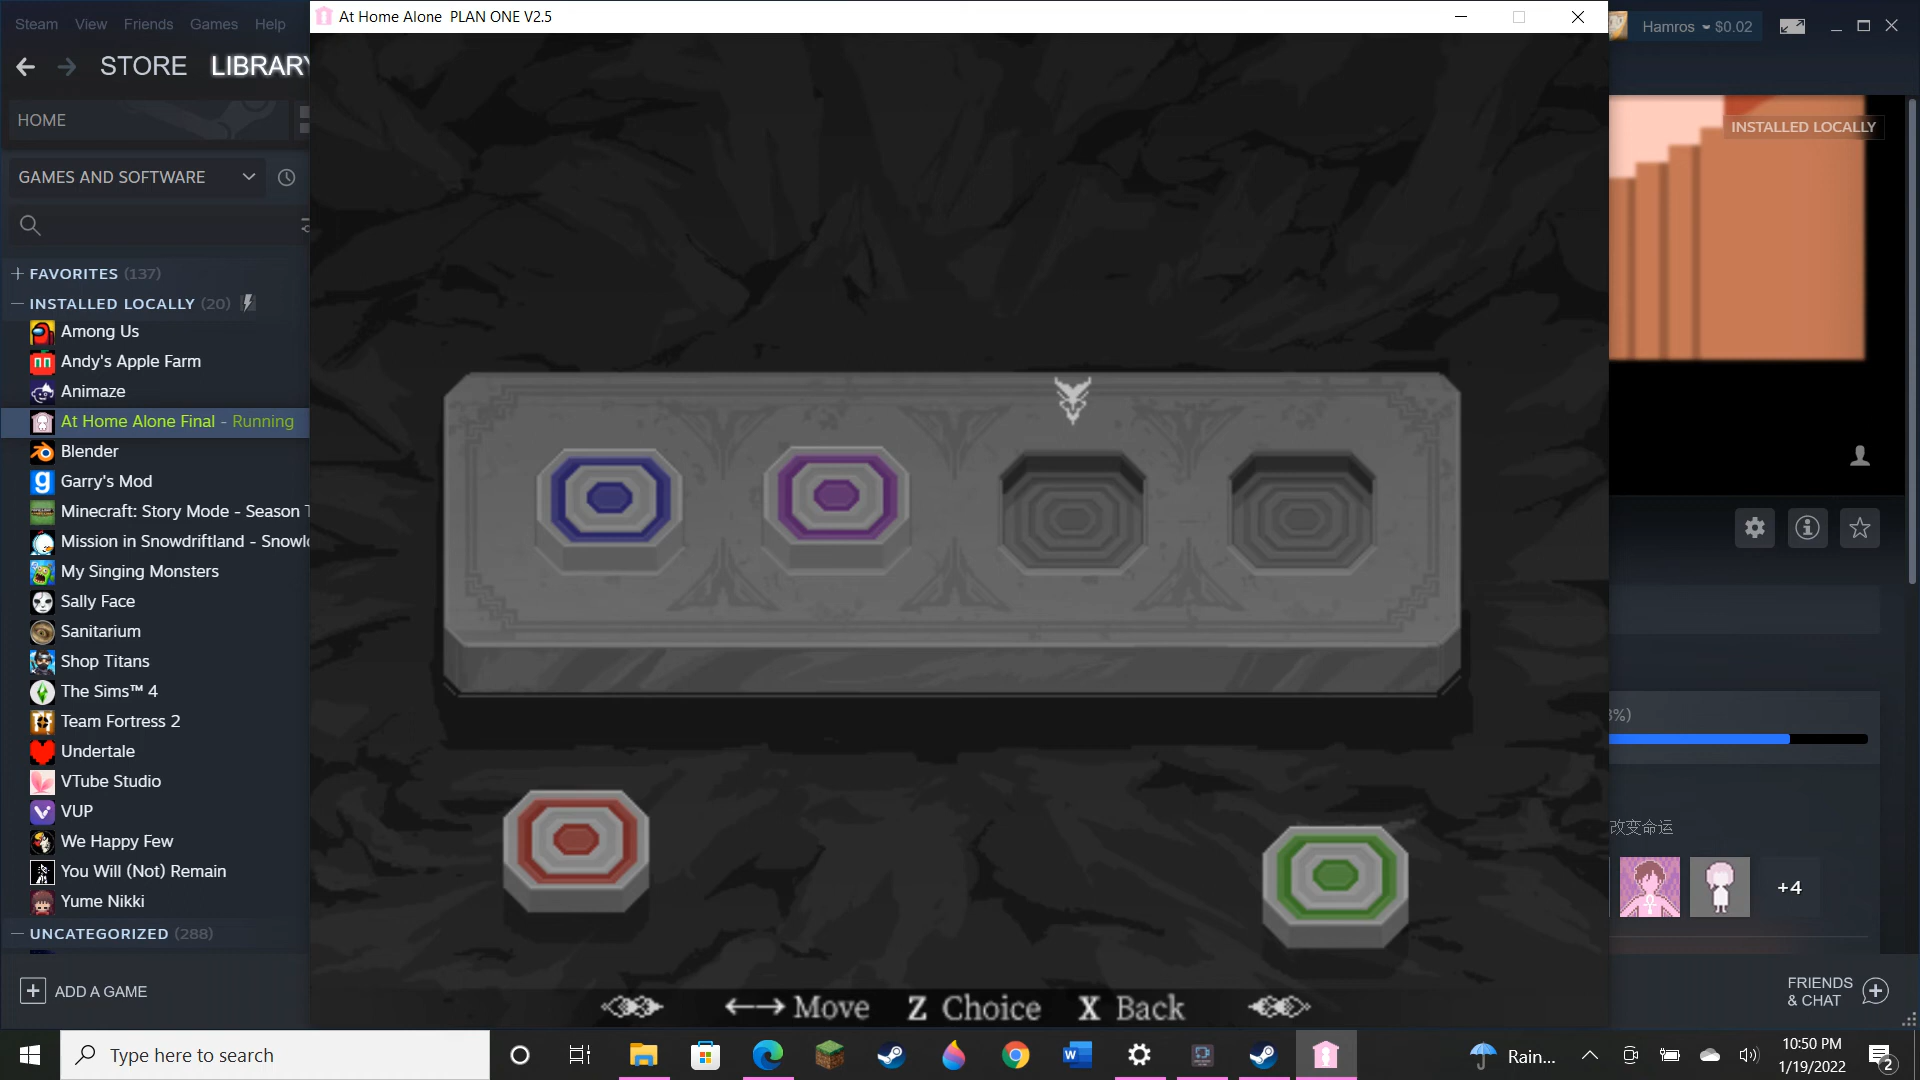 Steam View Friends Games Help
At Home Alone PLAN ONE V2.5
Hamros $0.02
STORE LIBRARY
HOME
INSTALLED LOCALLY
GAMES AND SOFTWARE
FAVORITES (137)
INSTALLED LOCALLY (20)
Among Us
Andy's Apple Farm
Animaze
At Home Alone Final - Running
Blender
Garry's Mod
Minecraft: Story Mode - Season
Mission in Snowdriftland -
My Singing Monsters
Sally Face
Sanitarium
Shop Titans
The Sims™ 4
Team Fortress 2
Undertale
VTube Studio
VUP
We Happy Few
You Will (Not) Remain
Yume Nikki
UNCATEGORIZED (288)
%)
改变命运
+4
ADD A GAME
FRIENDS
& CHAT
Move Z Choice X Back
Type here to search
Rain...
10:50 PM
1/19/2022
2